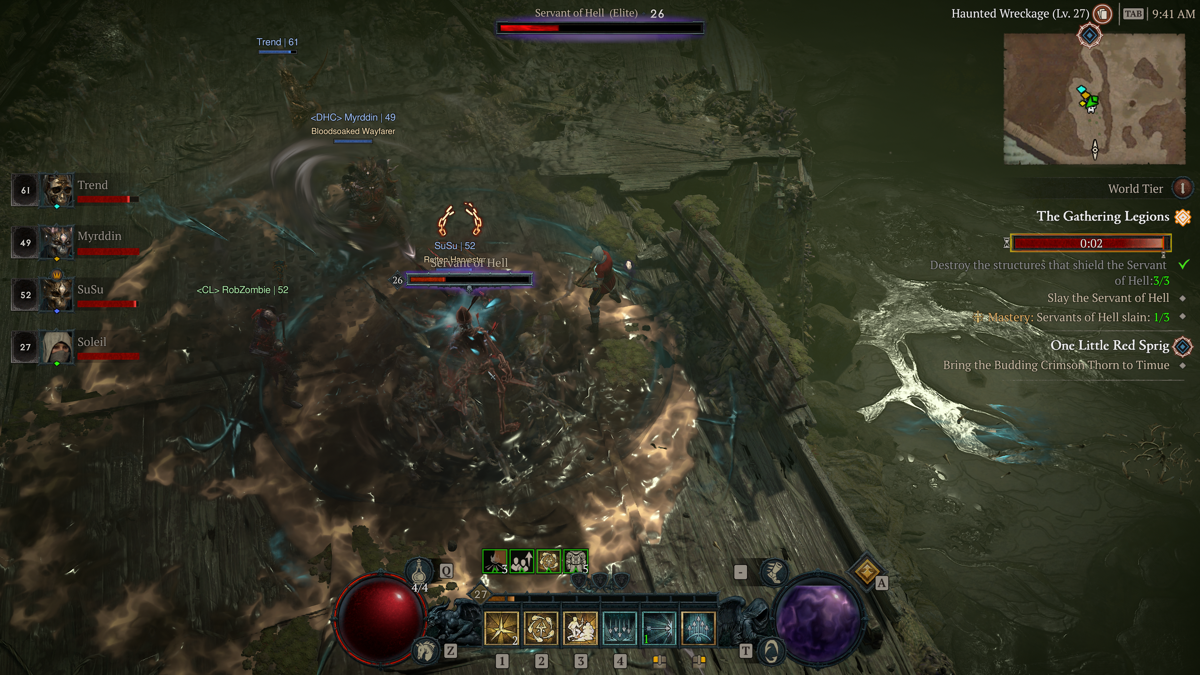 Servant of Hell (Elite) 26
Haunted Wreckage (Lv. 27) TAB 9:41 AM
Trend | 61
<DHC> Myrddin | 49
Bloodsoaked Wayfarer
61 Trend
49 Myrddin
52 SuSu
27 Soleil
SuSu | 52
Rotten Harvester
Servant of Hell
26
<CL> RobZombie | 52
World Tier I
The Gathering Legions
0:02
Destroy the structures that shield the Servant
of Hell:3/3
Slay the Servant of Hell
Mastery: Servants of Hell slain: 1/3
One Little Red Sprig
Bring the Budding Crimson Thorn to Timue
3 5
4/4 Q
27
Z
1 2 3 4
1
-
A
T